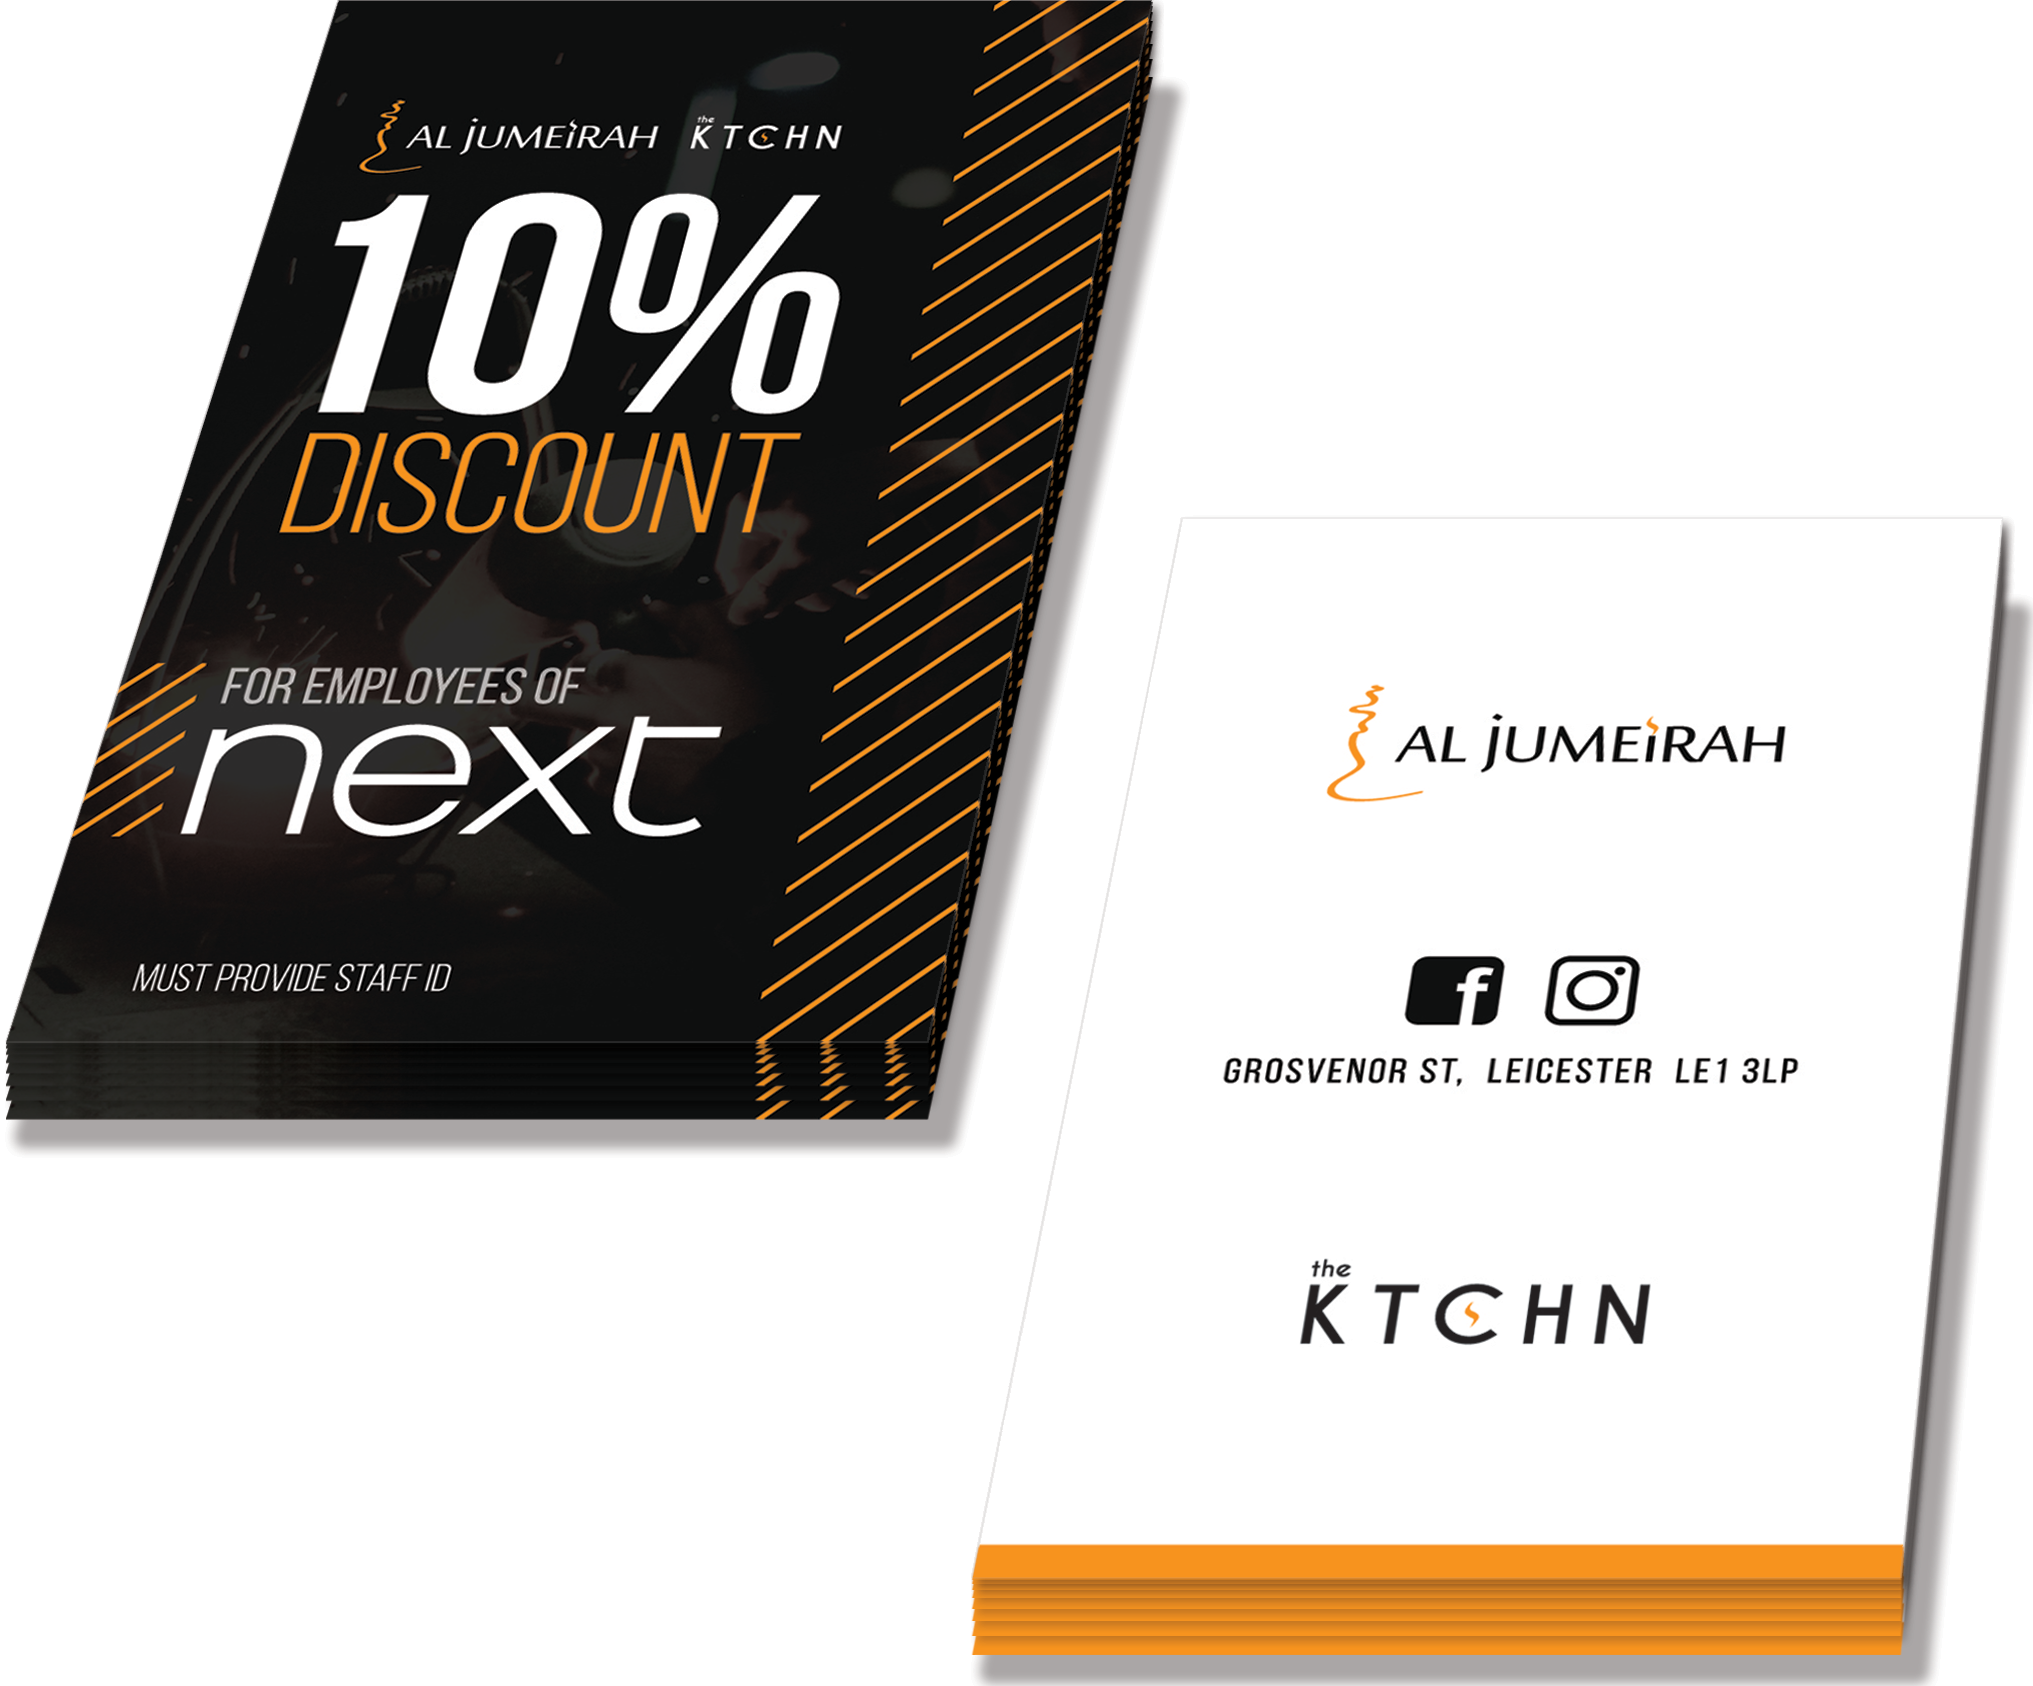 AL JUMEIRAH the KTCHN
10%
DISCOUNT
FOR EMPLOYEES OF
next
MUST PROVIDE STAFF ID
AL JUMEIRAH
f
GROSVENOR ST, LEICESTER LE1 3LP
the
KTCHN